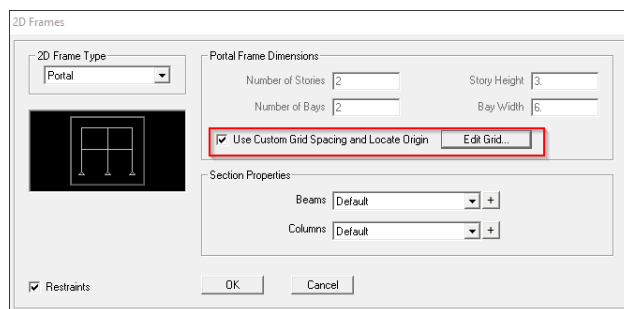 2D Frames
2D Frame Type
Portal
Portal Frame Dimensions
Number of Stories 2 Story Height 3.
Number of Bays 2 Bay Width 6.
Use Custom Grid Spacing and Locate Origin Edit Grid...
Section Properties
Beams Default +
Columns Default +
Restraints OK Cancel